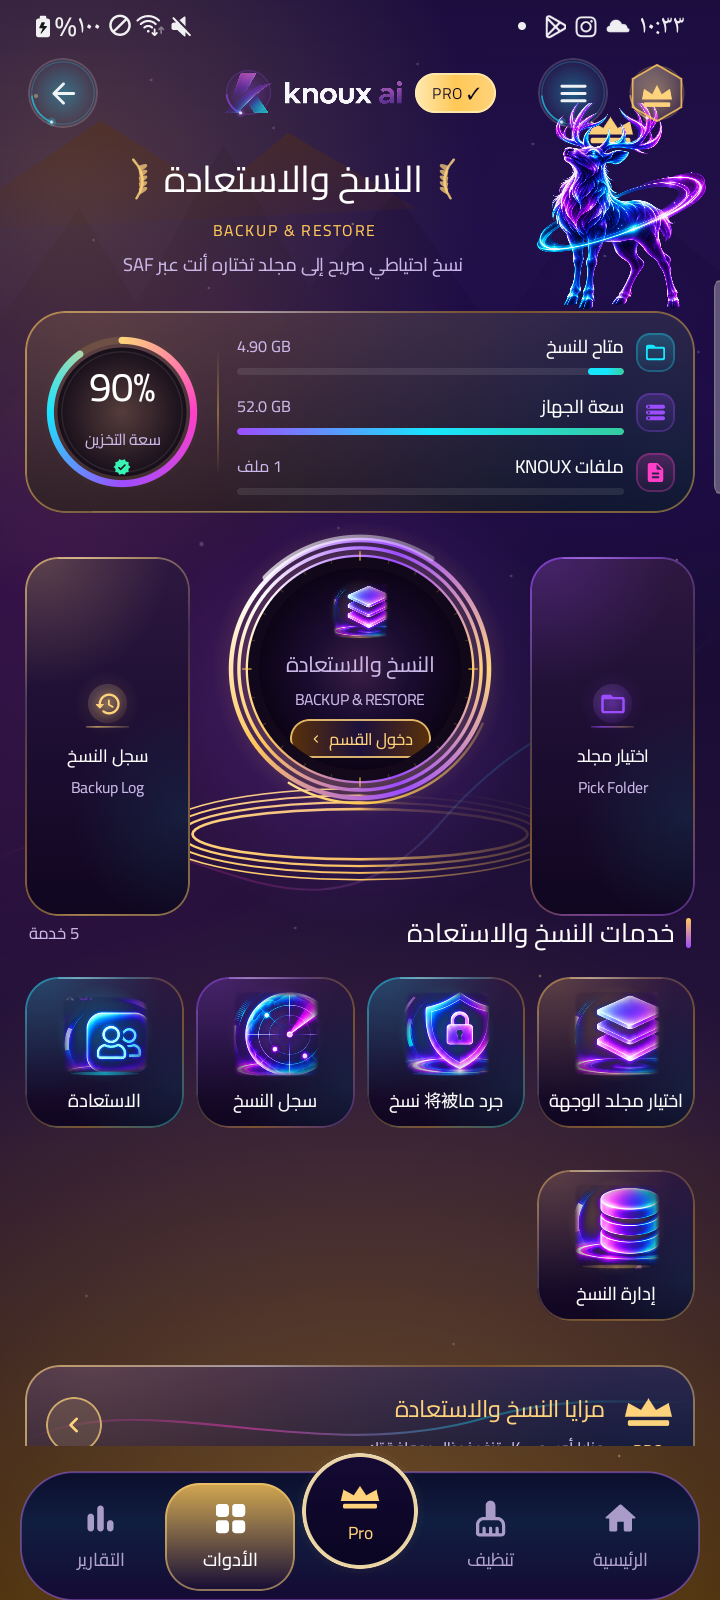 ١٠:٣٣
%١٠٠
knoux ai
PRO ✓
النسخ والاستعادة
BACKUP & RESTORE
نسخ احتياطي صريح إلى مجلد تختاره أنت عبر SAF
متاح للنسخ
4.90 GB
سعة الجهاز
52.0 GB
ملفات KNOUX
1 ملف
90%
سعة التخزين
اختيار مجلد
Pick Folder
النسخ والاستعادة
BACKUP & RESTORE
دخول القسم
سجل النسخ
Backup Log
خدمات النسخ والاستعادة
5 خدمة
اختيار مجلد الوجهة
جرد ما将被 نسخ
سجل النسخ
الاستعادة
إدارة النسخ
مزايا النسخ والاستعادة
الرئيسية
تنظيف
Pro
الأدوات
التقارير